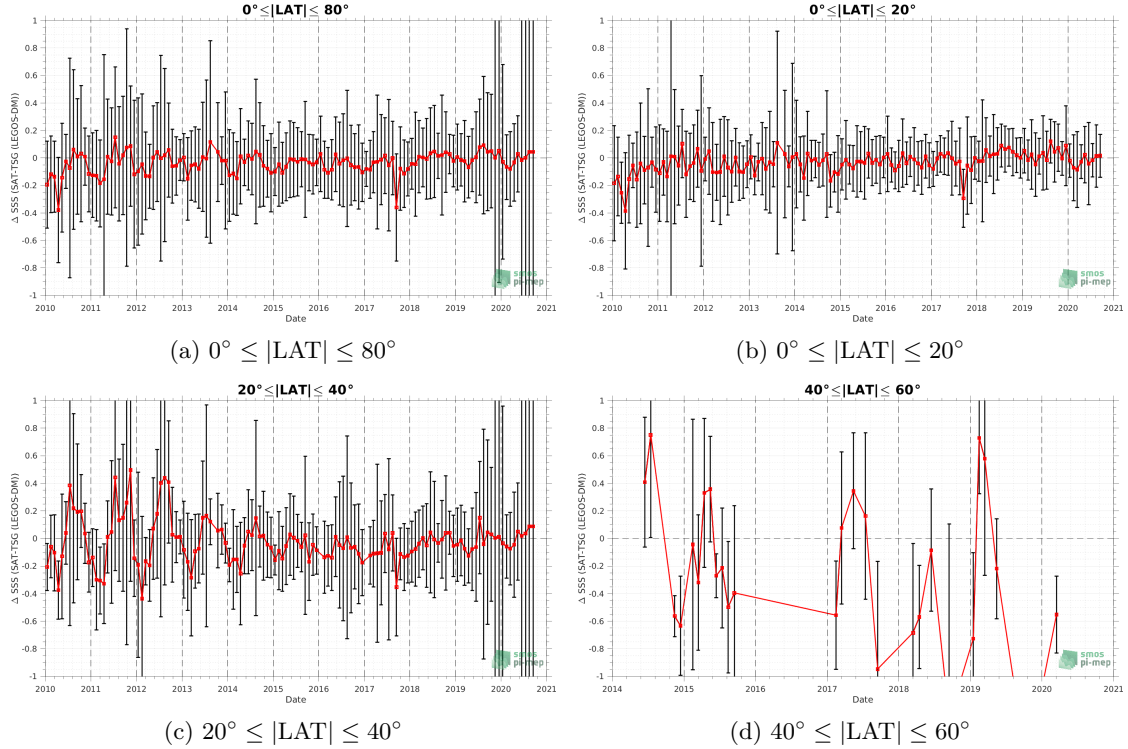 0°≤|LAT|≤ 80°
Δ SSS (SAT-TSG (LEGOS-DM))
1
0.8
0.6
0.4
0.2
0
-0.2
-0.4
-0.6
-0.8
-1
2010 2011 2012 2013 2014 2015 2016 2017 2018 2019 2020 2021
Date
smos
pi-mep
(a) 0° ≤ |LAT| ≤ 80°
0°≤|LAT|≤ 20°
Δ SSS (SAT-TSG (LEGOS-DM))
1
0.8
0.6
0.4
0.2
0
-0.2
-0.4
-0.6
-0.8
-1
2010 2011 2012 2013 2014 2015 2016 2017 2018 2019 2020 2021
Date
smos
pi-mep
(b) 0° ≤ |LAT| ≤ 20°
20°≤|LAT|≤ 40°
Δ SSS (SAT-TSG (LEGOS-DM))
1
0.8
0.6
0.4
0.2
0
-0.2
-0.4
-0.6
-0.8
-1
2010 2011 2012 2013 2014 2015 2016 2017 2018 2019 2020 2021
Date
smos
pi-mep
(c) 20° ≤ |LAT| ≤ 40°
40°≤|LAT|≤ 60°
Δ SSS (SAT-TSG (LEGOS-DM))
1
0.8
0.6
0.4
0.2
0
-0.2
-0.4
-0.6
-0.8
-1
2014 2015 2016 2017 2018 2019 2020 2021
Date
smos
pi-mep
(d) 40° ≤ |LAT| ≤ 60°